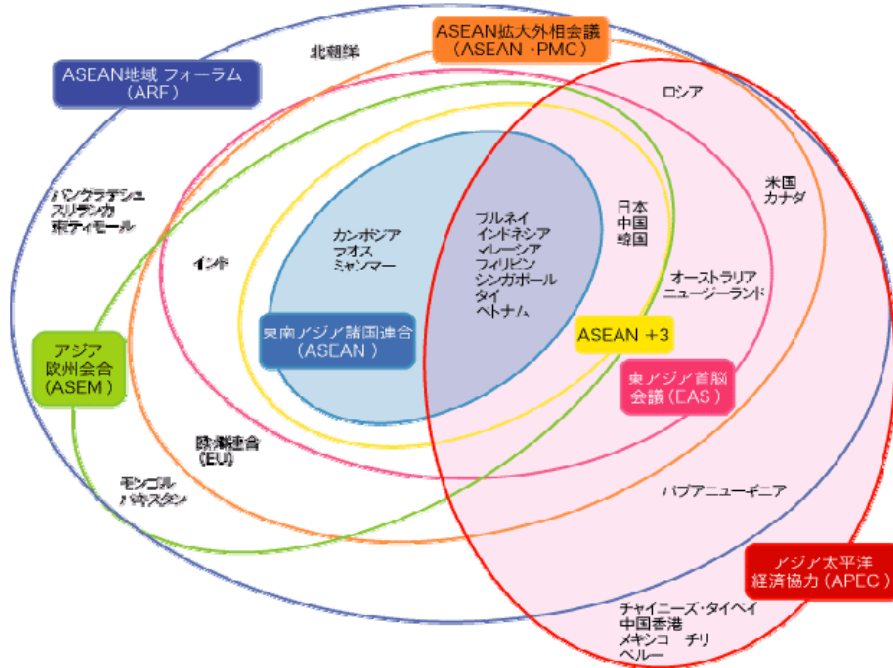 ASEAN拡大外相会議
(ASEAN・PMC)
北朝鮮
ASEAN地域 フォーラム
(ARF)
ロシア
バングラデシュ
スリランカ
東ティモール
米国
カナダ
カンボジア
ラオス
ミャンマー
ブルネイ
インドネシア
マレーシア
フィリピン
シンガポール
タイ
ベトナム
日本
中国
韓国
インド
オーストラリア
ニュージーランド
東南アジア諸国連合
(ASEAN)
ASEAN +3
アジア
欧州会合
(ASEM)
東アジア首脳
会議(EAS)
欧州連合
(EU)
モンゴル
パキスタン
パプアニューギニア
アジア太平洋
経済協力(APEC)
チャイニーズ・タイペイ
中国香港
メキシコ チリ
ペルー